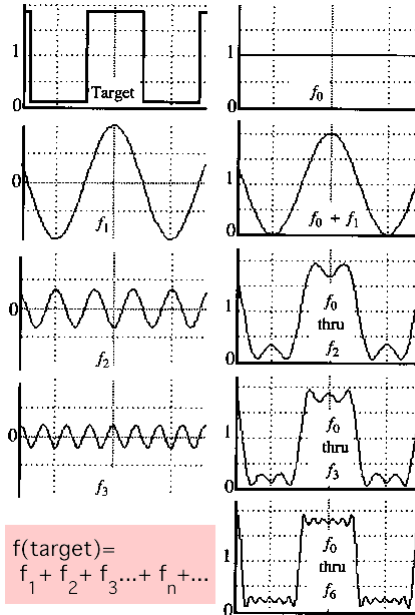 1
Target
0
1
f0
0
0
f1
f0 + f1
1
0
0
f2
1
f0
thru
f2
0
0
f3
1
f0
thru
f3
0
f(target)=
f1 + f2 + f3...+ fn+...
1
f0
thru
f6
0